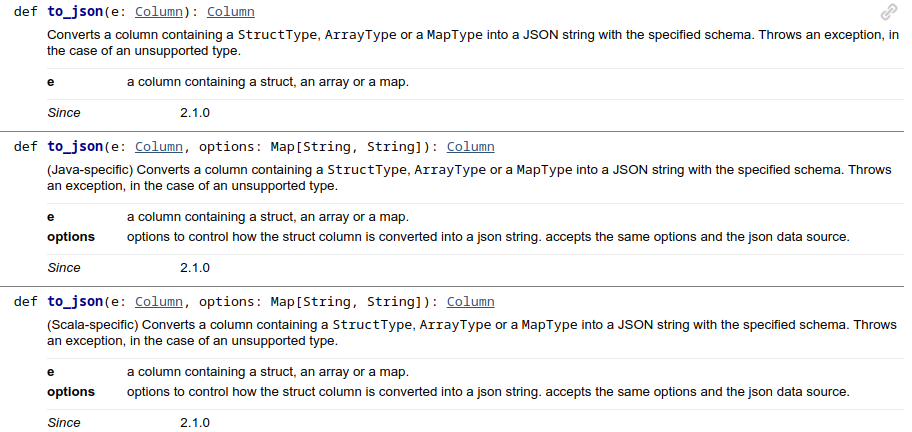 def to_json(e: Column): Column
Converts a column containing a StructType, ArrayType or a MapType into a JSON string with the specified schema. Throws an exception, in
the case of an unsupported type.
e a column containing a struct, an array or a map.
Since 2.1.0
def to_json(e: Column, options: Map[String, String]): Column
(Java-specific) Converts a column containing a StructType, ArrayType or a MapType into a JSON string with the specified schema. Throws
an exception, in the case of an unsupported type.
e a column containing a struct, an array or a map.
options options to control how the struct column is converted into a json string. accepts the same options and the json data source.
Since 2.1.0
def to_json(e: Column, options: Map[String, String]): Column
(Scala-specific) Converts a column containing a StructType, ArrayType or a MapType into a JSON string with the specified schema. Throws
an exception, in the case of an unsupported type.
e a column containing a struct, an array or a map.
options options to control how the struct column is converted into a json string. accepts the same options and the json data source.
Since 2.1.0